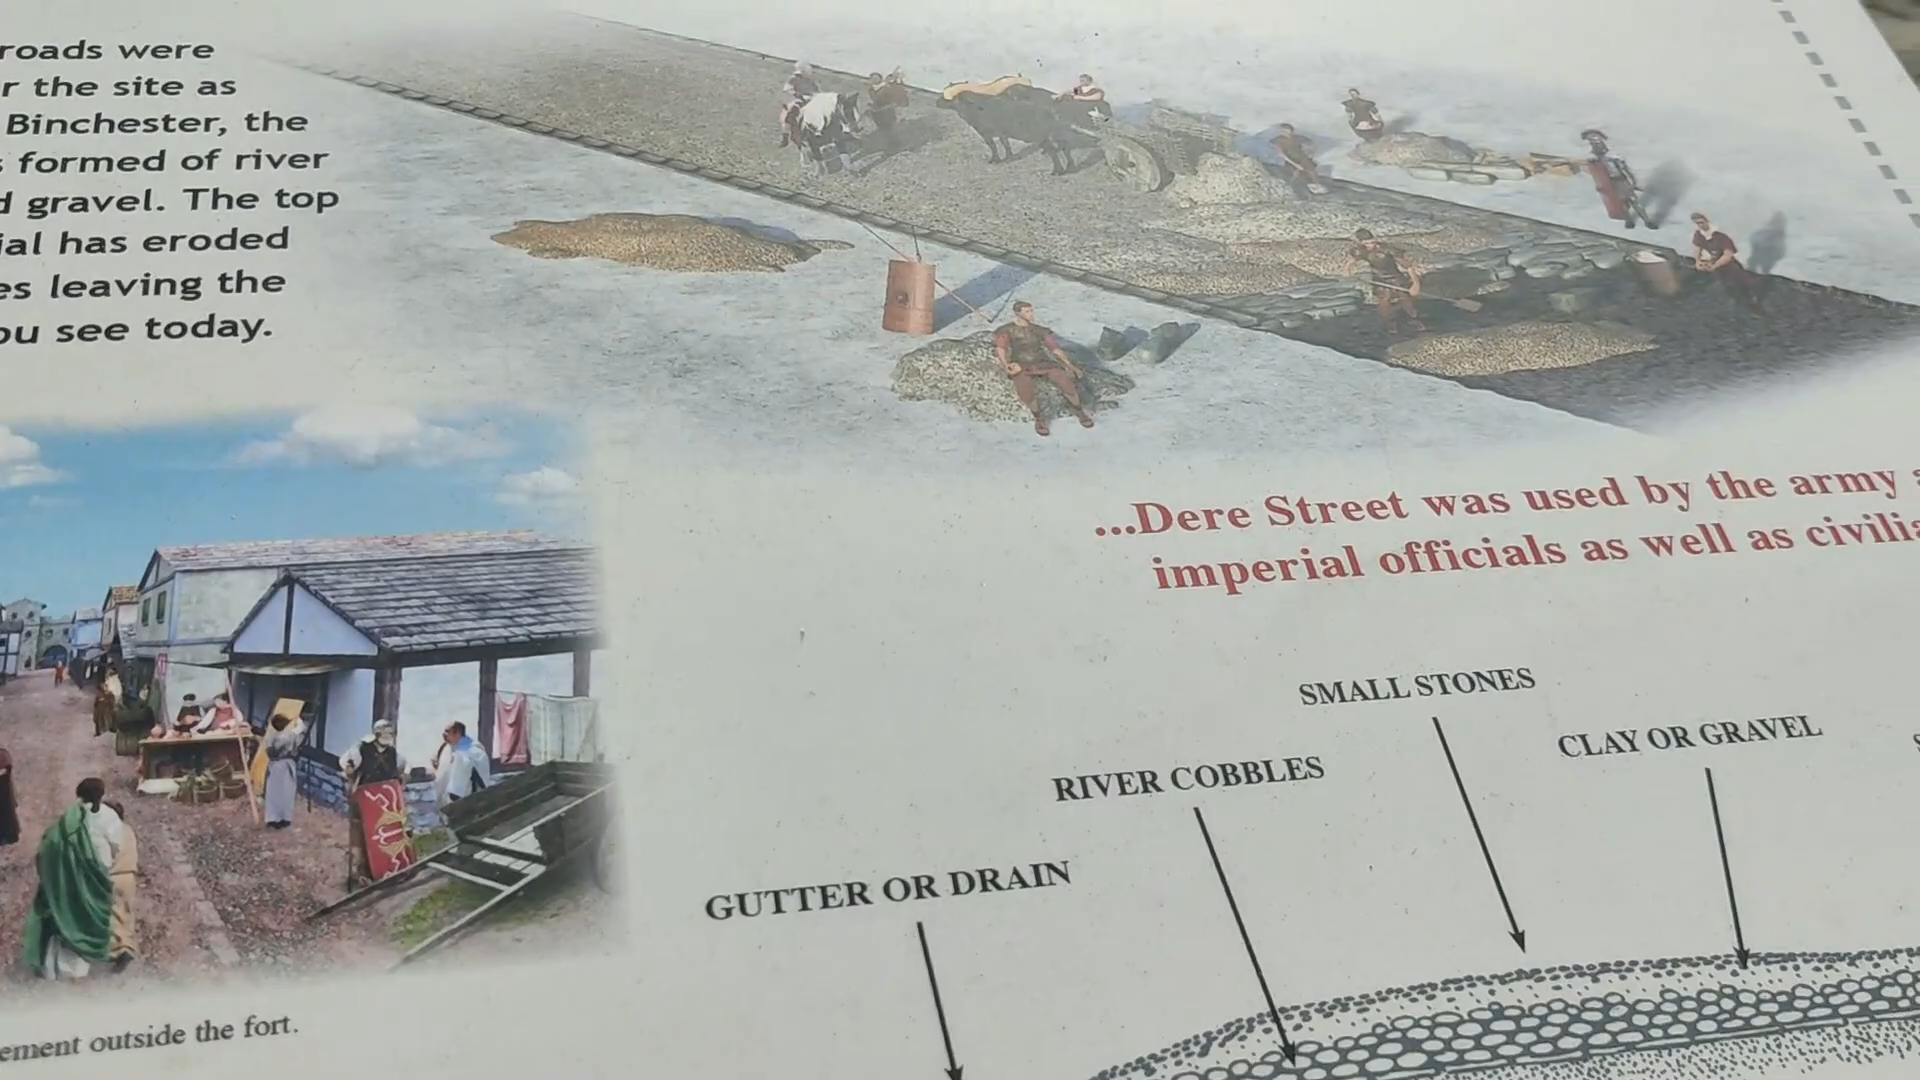 roads were
r the site as
Binchester, the
formed of river
gravel. The top
ial has eroded
es leaving the
ou see today.
...Dere Street was used by the army
imperial officials as well as civilia
SMALL STONES
CLAY OR GRAVEL
RIVER COBBLES
GUTTER OR DRAIN
ement outside the fort.